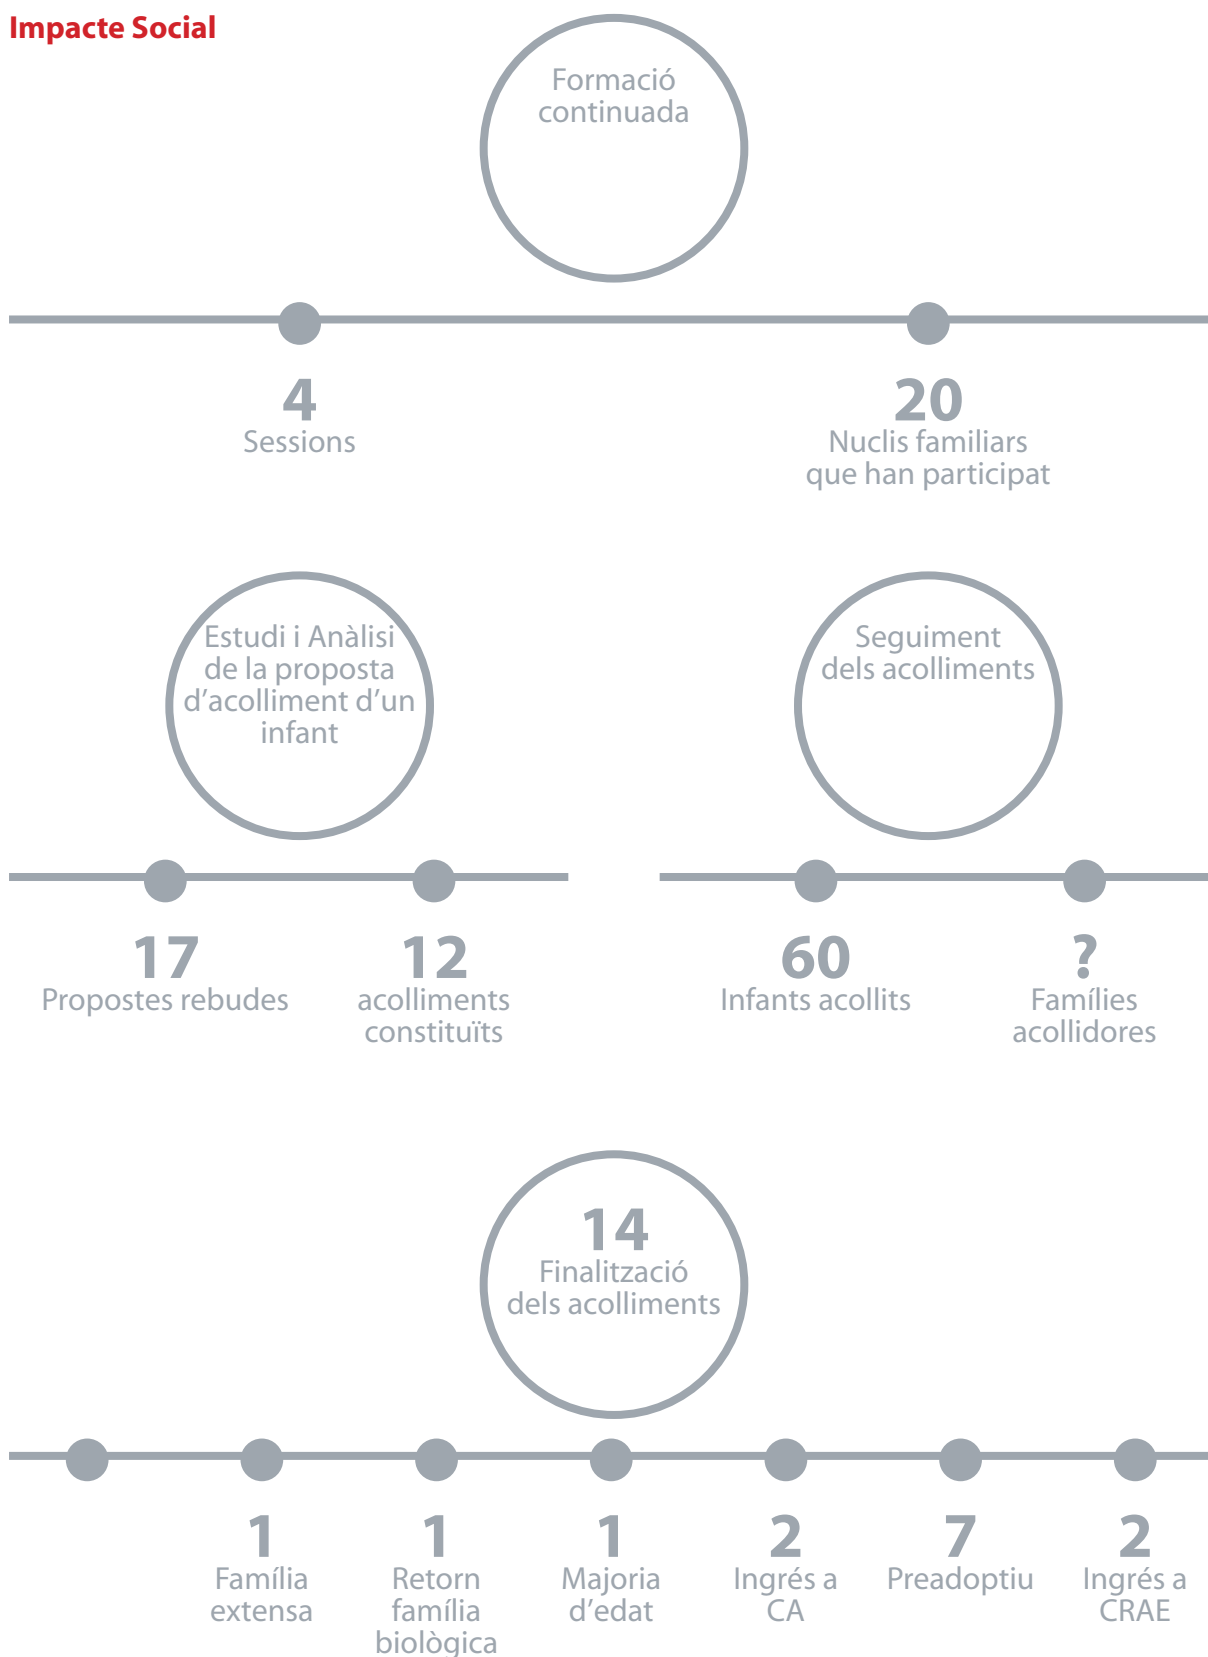 Impacte Social
Formació
continuada
4
Sessions
20
Nuclis familiars
que han participat
Estudi i Anàlisi
de la proposta
d'acolliment d'un
infant
17
Propostes rebudes
12
acolliments
constituïts
Seguiment
dels acolliments
60
Infants acollits
?
Famílies
acollidores
14
Finalització
dels acolliments
1
Família
extensa
1
Retorn
família
biològica
1
Majoria
d'edat
2
Ingrés a
CA
7
Preadoptiu
2
Ingrés a
CRAE